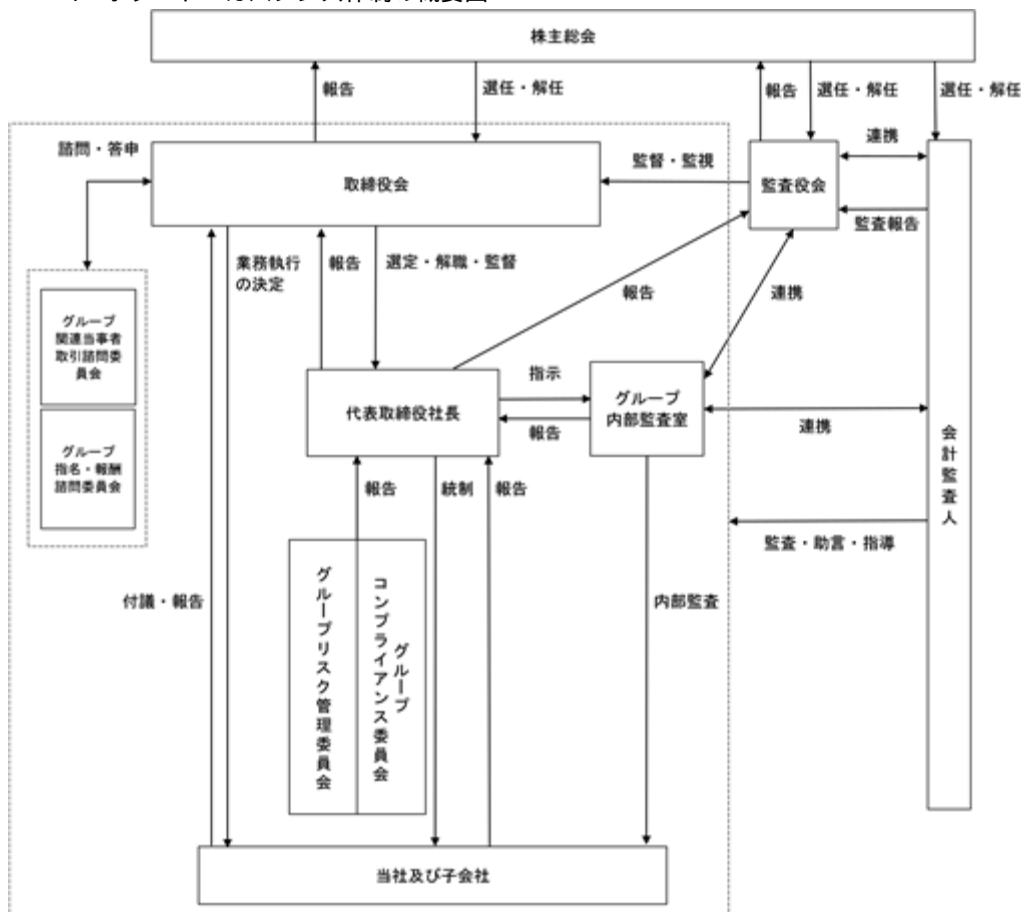 株主総会
報告
選任・解任
報告
選任・解任
選任・解任
諮問・答申
取締役会
監督・監視
監査役会
連携
監査報告
業務執行
の決定
報告
選定・解職・監督
報告
連携
グループ
関連当事者
取引諮問委
員会
グループ
指名・報酬
諮問委員会
代表取締役社長
指示
報告
グループ
内部監査室
連携
会計監査人
報告
統制
報告
監査・助言・指導
付議・報告
グループリスク管理委員会
グループ
コンプライアンス委員会
内部監査
当社及び子会社